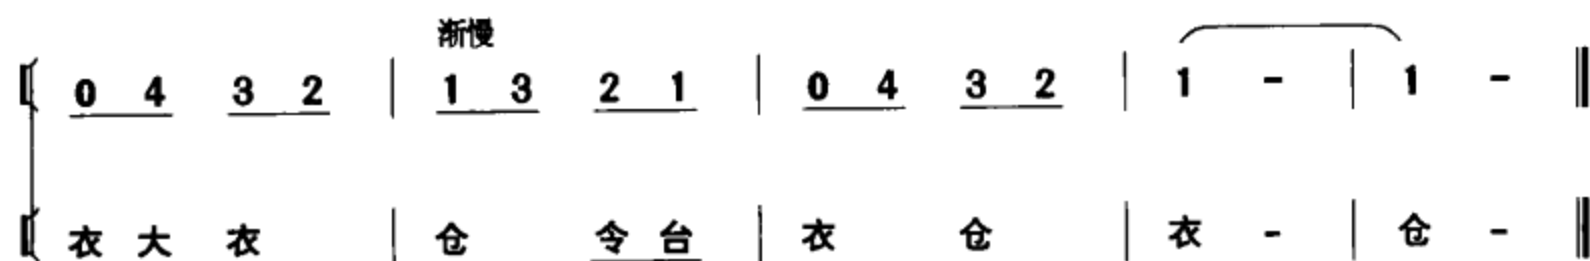 渐慢
0 4 3 2 | 1 3 2 1 | 0 4 3 2 | 1 - | 1 - ‖
衣 大 衣 | 仓 令 台 | 衣 仓 | 衣 - | 仓 - ‖